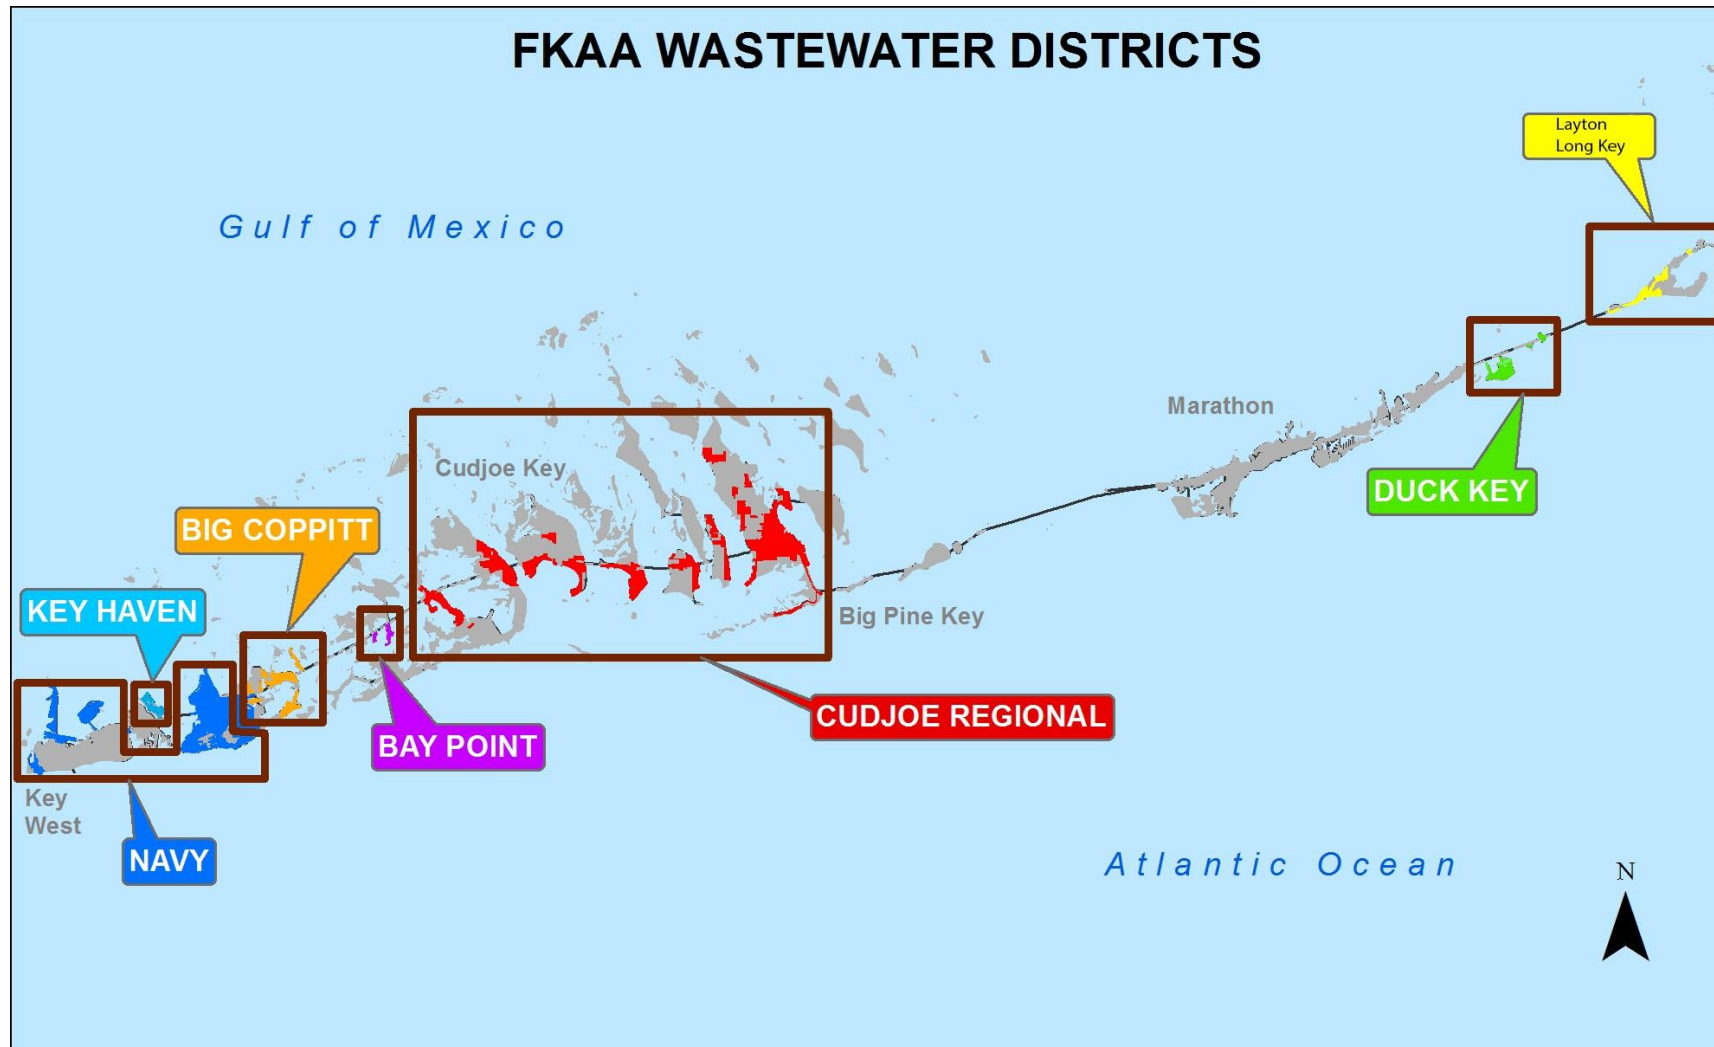 FKAA WASTEWATER DISTRICTS
Layton
Long Key
Gulf of Mexico
Marathon
Cudjoe Key
DUCK KEY
BIG COPPITT
KEY HAVEN
Big Pine Key
CUDJOE REGIONAL
BAY POINT
Key
West
NAVY
Atlantic Ocean
N